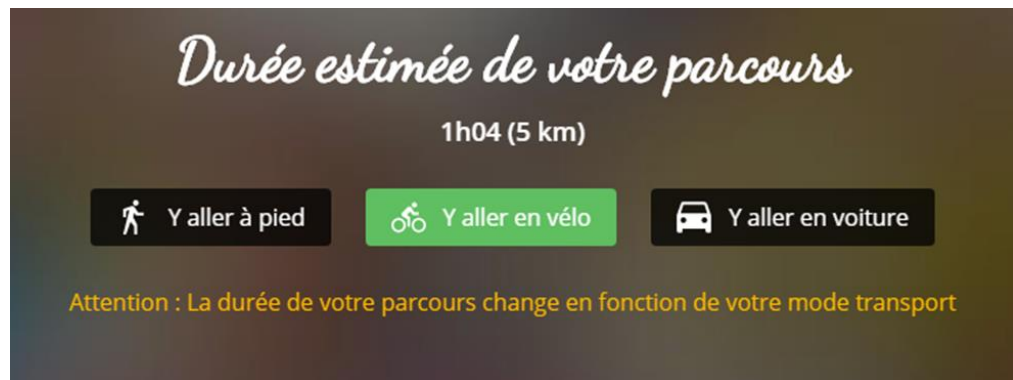 Durée estimée de votre parcours
1h04 (5 km)
Y aller à pied
Y aller en vélo
Y aller en voiture
Attention : La durée de votre parcours change en fonction de votre mode transport